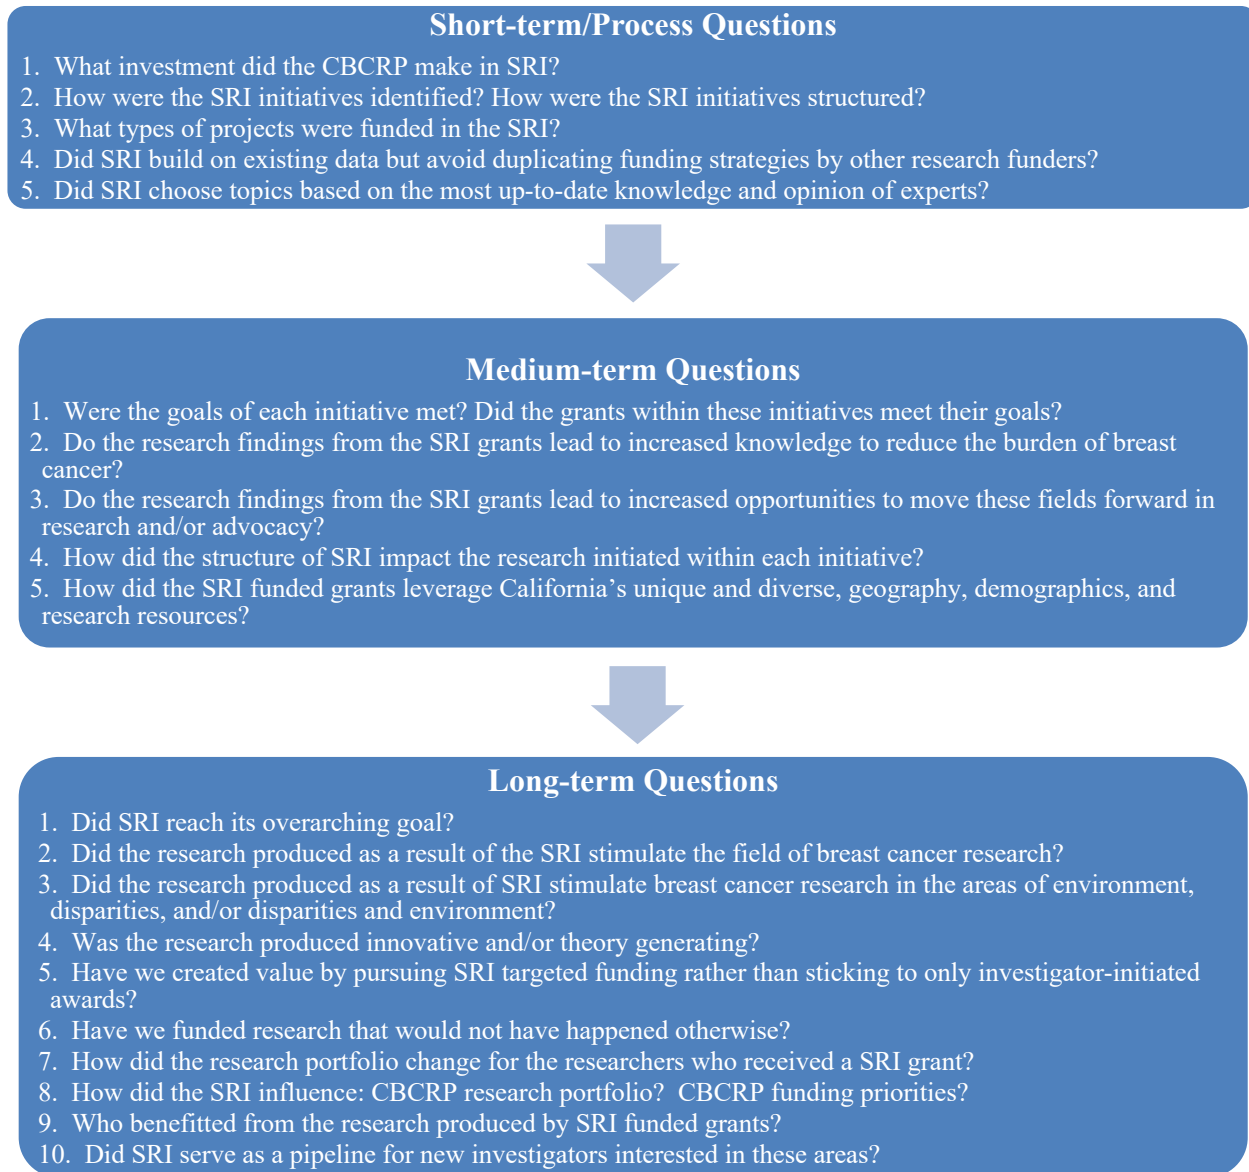 Short-term/Process Questions
1. What investment did the CBCRP make in SRI?
2. How were the SRI initiatives identified? How were the SRI initiatives structured?
3. What types of projects were funded in the SRI?
4. Did SRI build on existing data but avoid duplicating funding strategies by other research funders?
5. Did SRI choose topics based on the most up-to-date knowledge and opinion of experts?
Medium-term Questions
1. Were the goals of each initiative met? Did the grants within these initiatives meet their goals?
2. Do the research findings from the SRI grants lead to increased knowledge to reduce the burden of breast
cancer?
3. Do the research findings from the SRI grants lead to increased opportunities to move these fields forward in
research and/or advocacy?
4. How did the structure of SRI impact the research initiated within each initiative?
5. How did the SRI funded grants leverage California’s unique and diverse, geography, demographics, and
research resources?
Long-term Questions
1. Did SRI reach its overarching goal?
2. Did the research produced as a result of the SRI stimulate the field of breast cancer research?
3. Did the research produced as a result of SRI stimulate breast cancer research in the areas of environment,
disparities, and/or disparities and environment?
4. Was the research produced innovative and/or theory generating?
5. Have we created value by pursuing SRI targeted funding rather than sticking to only investigator-initiated
awards?
6. Have we funded research that would not have happened otherwise?
7. How did the research portfolio change for the researchers who received a SRI grant?
8. How did the SRI influence: CBCRP research portfolio? CBCRP funding priorities?
9. Who benefitted from the research produced by SRI funded grants?
10. Did SRI serve as a pipeline for new investigators interested in these areas?